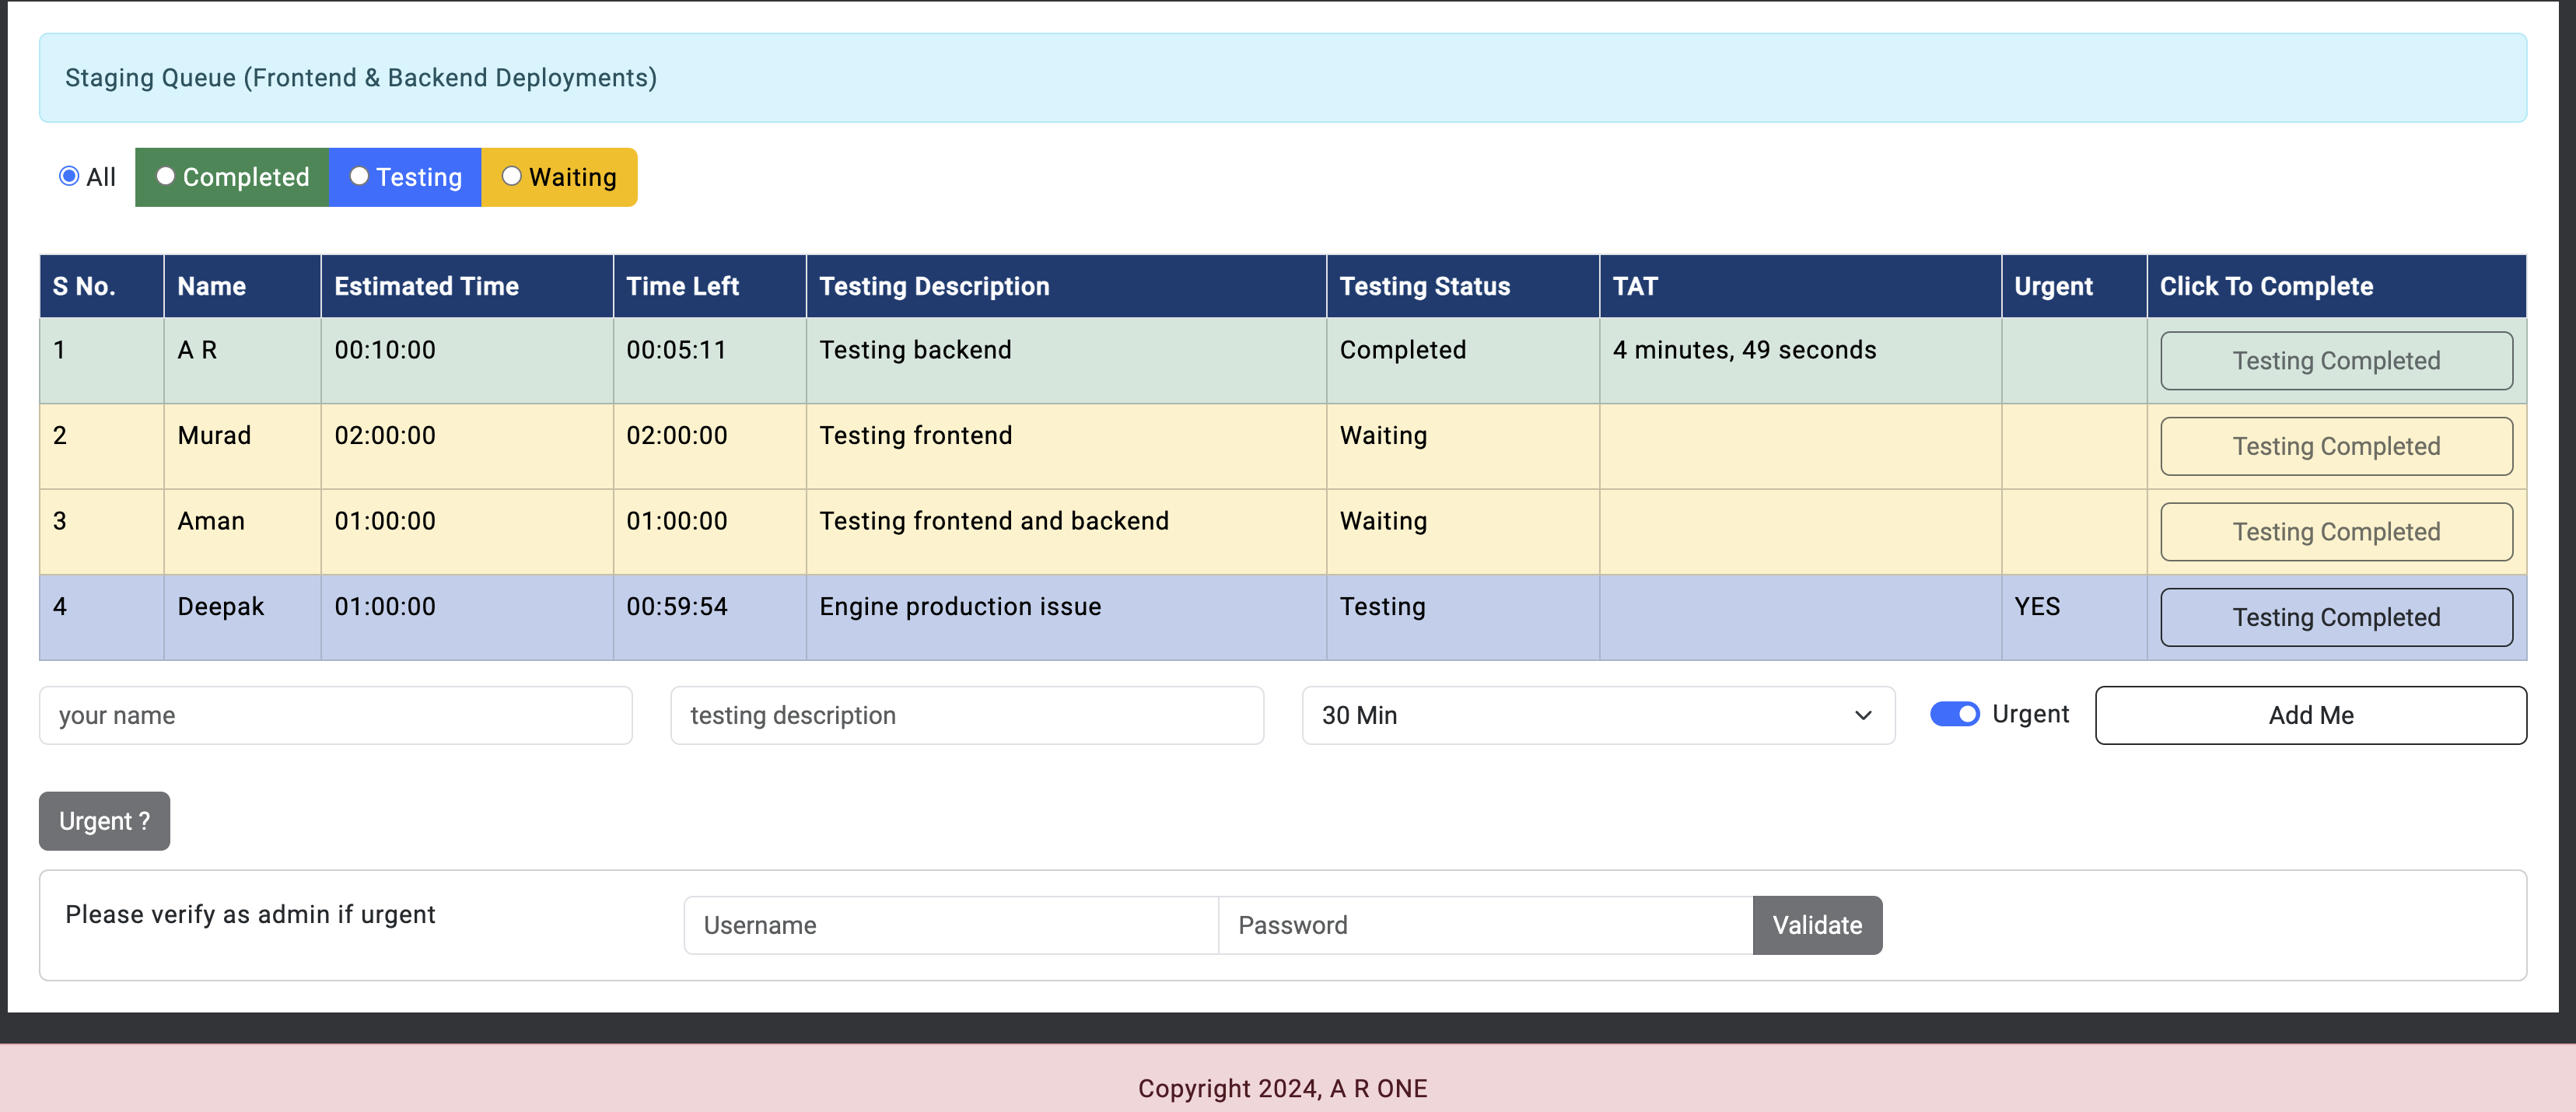 Staging Queue (Frontend & Backend Deployments)
All Completed Testing Waiting
S No. Name Estimated Time Time Left Testing Description Testing Status TAT Urgent Click To Complete
1 A R 00:10:00 00:05:11 Testing backend Completed 4 minutes, 49 seconds Testing Completed
2 Murad 02:00:00 02:00:00 Testing frontend Waiting Testing Completed
3 Aman 01:00:00 01:00:00 Testing frontend and backend Waiting Testing Completed
4 Deepak 01:00:00 00:59:54 Engine production issue Testing YES Testing Completed
your name testing description 30 Min Urgent Add Me
Urgent ?
Please verify as admin if urgent Username Password Validate
Copyright 2024, A R ONE